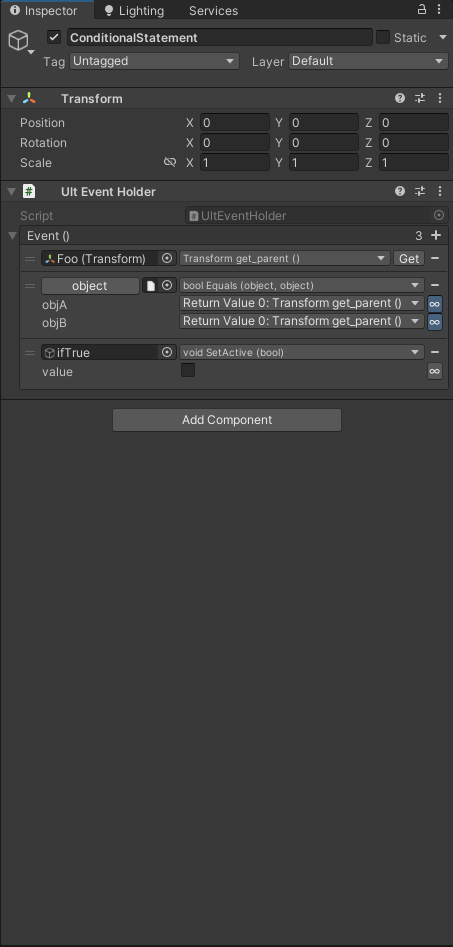 Inspector Lighting Services
ConditionalStatement Static
Tag Untagged Layer Default
Transform
Position X 0 Y 0 Z 0
Rotation X 0 Y 0 Z 0
Scale X 1 Y 1 Z 1
# Ult Event Holder
Script # UltEventHolder
Event () 3 +
Foo (Transform) Transform get_parent () Get −
object bool Equals (object, object) −
objA Return Value 0: Transform get_parent () ∞
objB Return Value 0: Transform get_parent () ∞
ifTrue void SetActive (bool) −
value ∞
Add Component